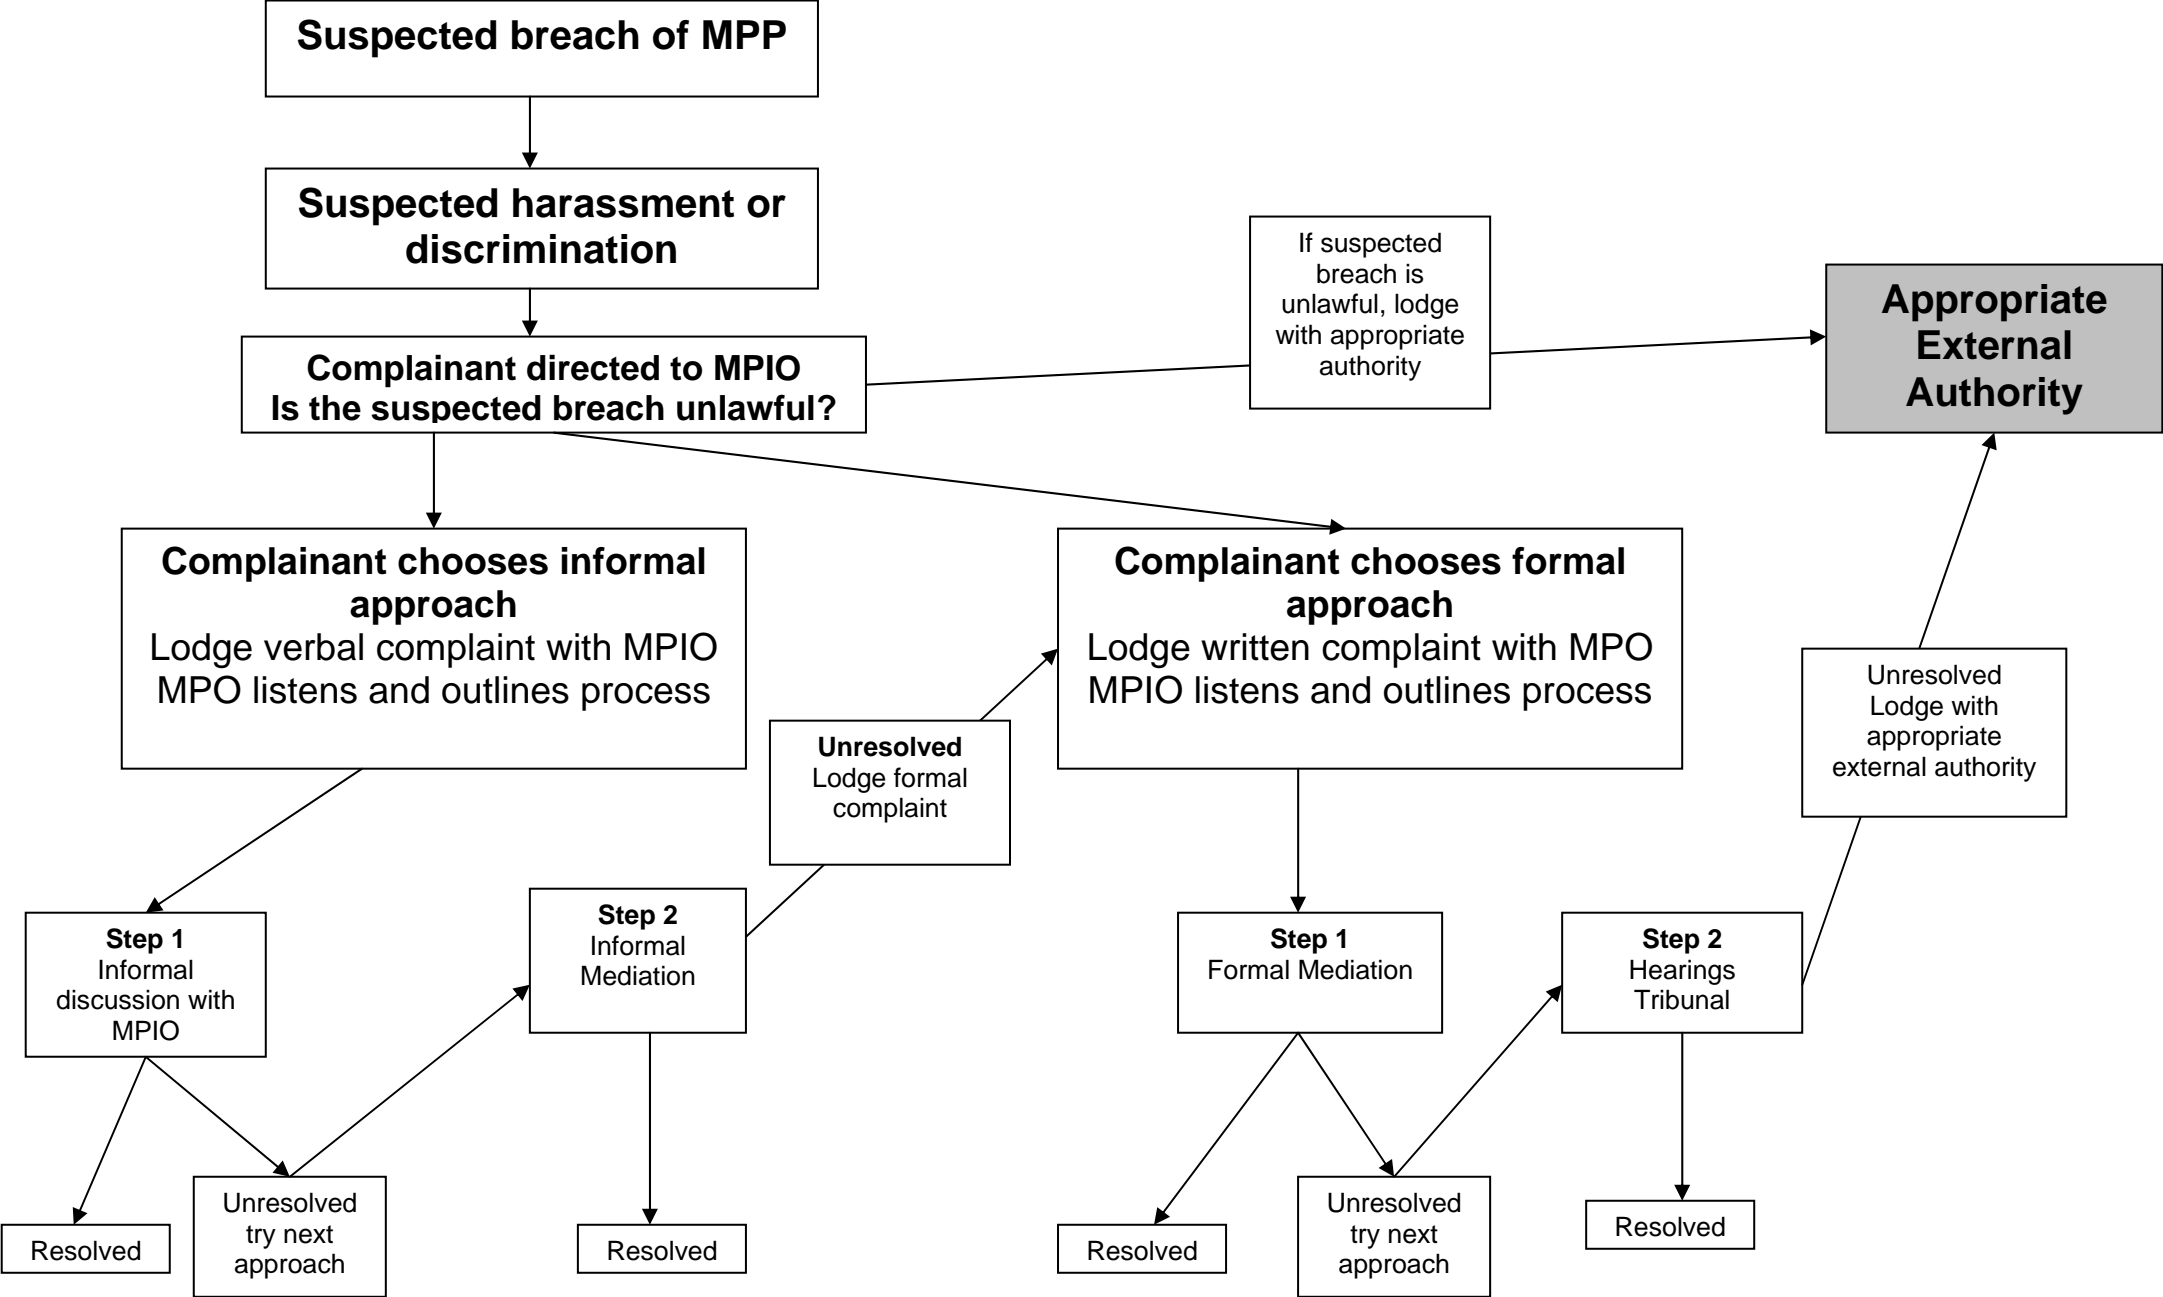 Suspected breach of MPP
Suspected harassment or
discrimination
If suspected
breach is
unlawful, lodge
with appropriate
authority
Appropriate
External
Authority
Complainant directed to MPIO
Is the suspected breach unlawful?
Complainant chooses informal
approach
Lodge verbal complaint with MPIO
MPO listens and outlines process
Complainant chooses formal
approach
Lodge written complaint with MPO
MPIO listens and outlines process
Unresolved
Lodge with
appropriate
external authority
Unresolved
Lodge formal
complaint
Step 1
Informal
discussion with
MPIO
Step 2
Informal
Mediation
Step 1
Formal Mediation
Step 2
Hearings
Tribunal
Resolved
Unresolved
try next
approach
Resolved
Resolved
Unresolved
try next
approach
Resolved